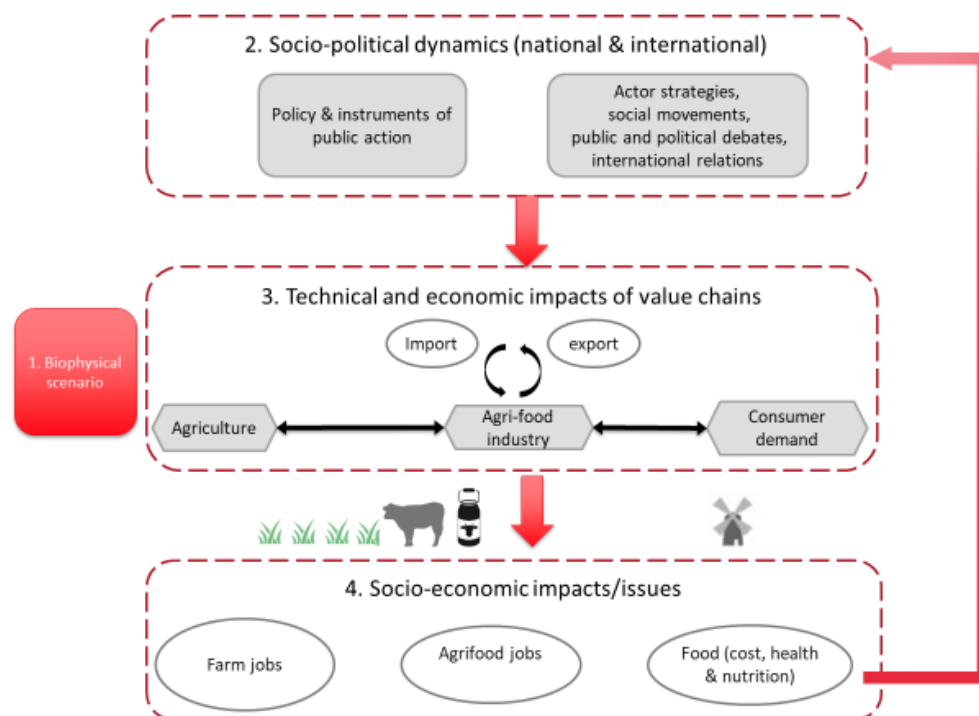 2. Socio-political dynamics (national & international)
Policy & instruments of
public action
Actor strategies,
social movements,
public and political debates,
international relations
3. Technical and economic impacts of value chains
Import
export
1. Biophysical
scenario
Agriculture
Agri-food
industry
Consumer
demand
4. Socio-economic impacts/issues
Farm jobs
Agrifood jobs
Food (cost, health
& nutrition)